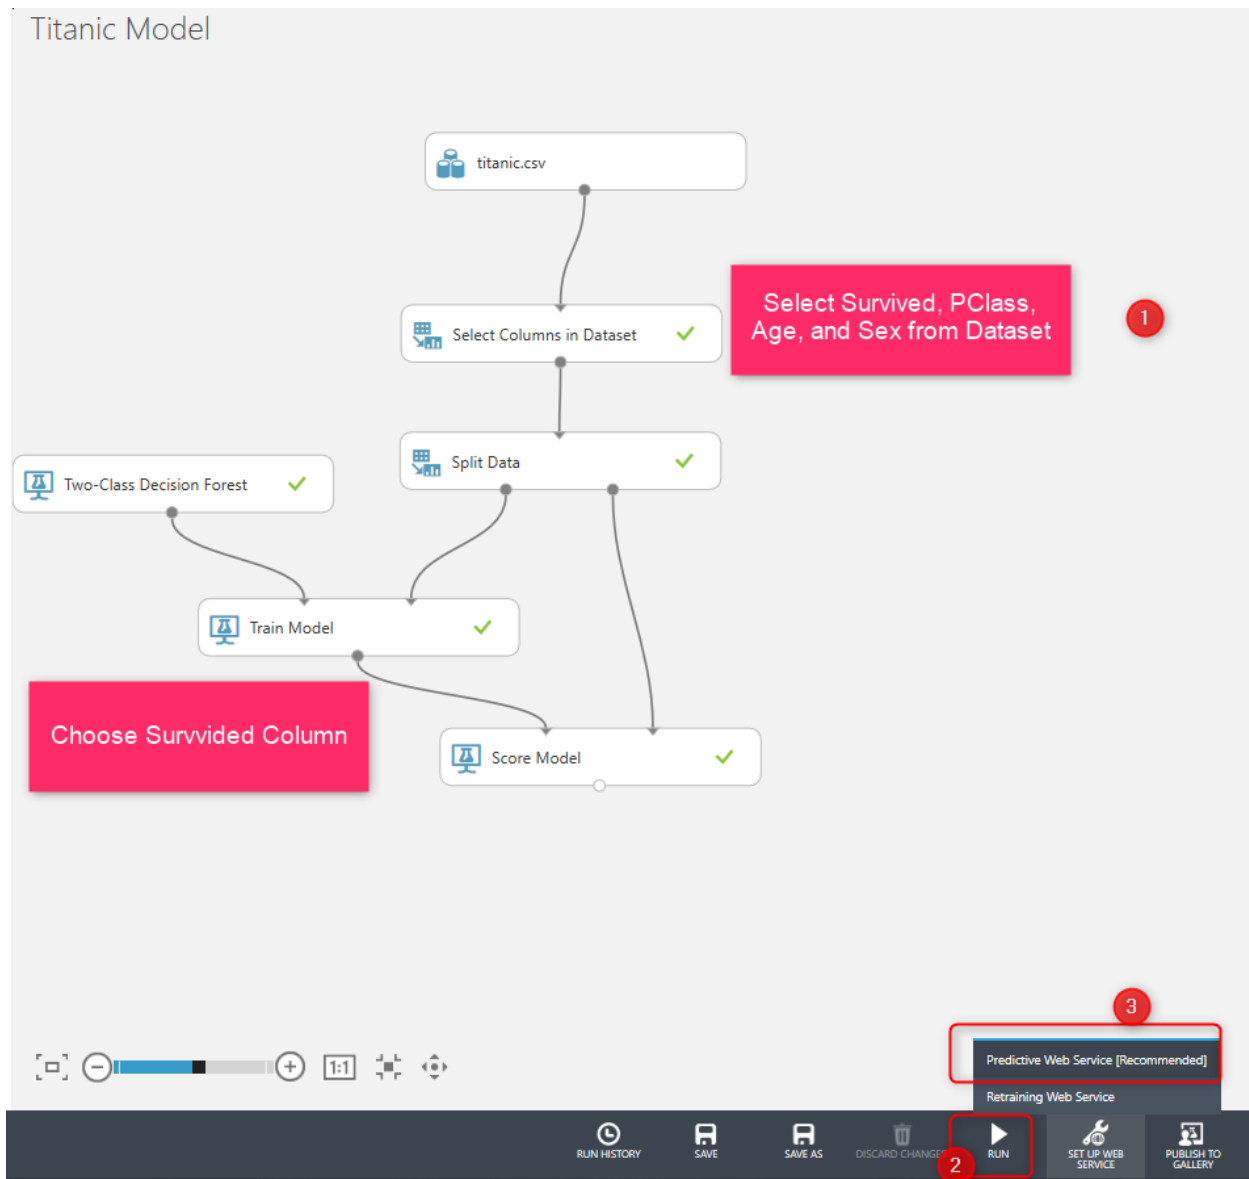 Titanic Model
titanic.csv
Select Columns in Dataset
Select Survived, PClass,
Age, and Sex from Dataset
1
Split Data
Two-Class Decision Forest
Train Model
Choose Survvided Column
Score Model
3
1:1
Predictive Web Service [Recommended]
Retraining Web Service
RUN HISTORY
SAVE
SAVE AS
DISCARD CHANGES
2
RUN
SET UP WEB
SERVICE
PUBLISH TO
GALLERY